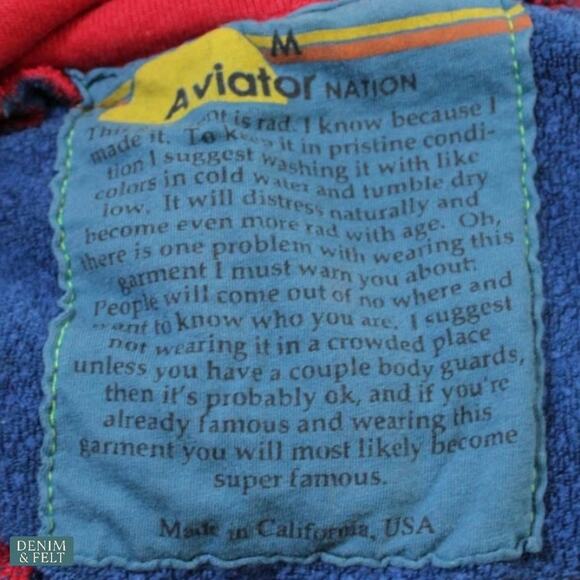 M
Aviator NATION
This garment is rad. I know because I
made it. To keep it in pristine condi-
tion I suggest washing it with like
colors in cold water and tumble dry
low. It will distress naturally and
become even more rad with age. Oh,
there is one problem with wearing this
garment I must warn you about:
People will come out of no where and
want to know who you are. I suggest
not wearing it in a crowded place
unless you have a couple body guards,
then it's probably ok, and if you're
already famous and wearing this
garment you will most likely become
super famous.
Made in California, USA
DENIM
& FELT